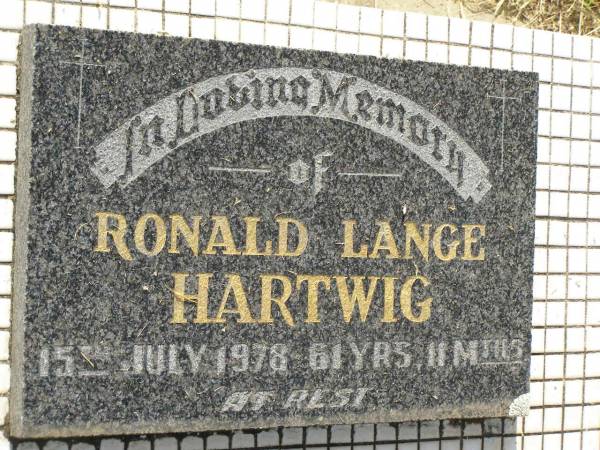 In Loving Memory
of
RONALD LANGE
HARTWIG
15TH JULY 1978 61 YRS, 11 MTHS
AT REST